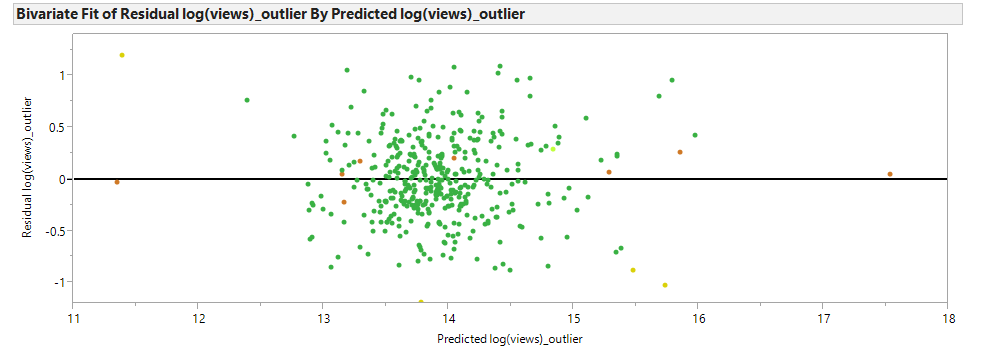 Bivariate Fit of Residual log(views)_outlier By Predicted log(views)_outlier
Residual log(views)_outlier
1
0.5
0
-0.5
-1
11 12 13 14 15 16 17 18
Predicted log(views)_outlier